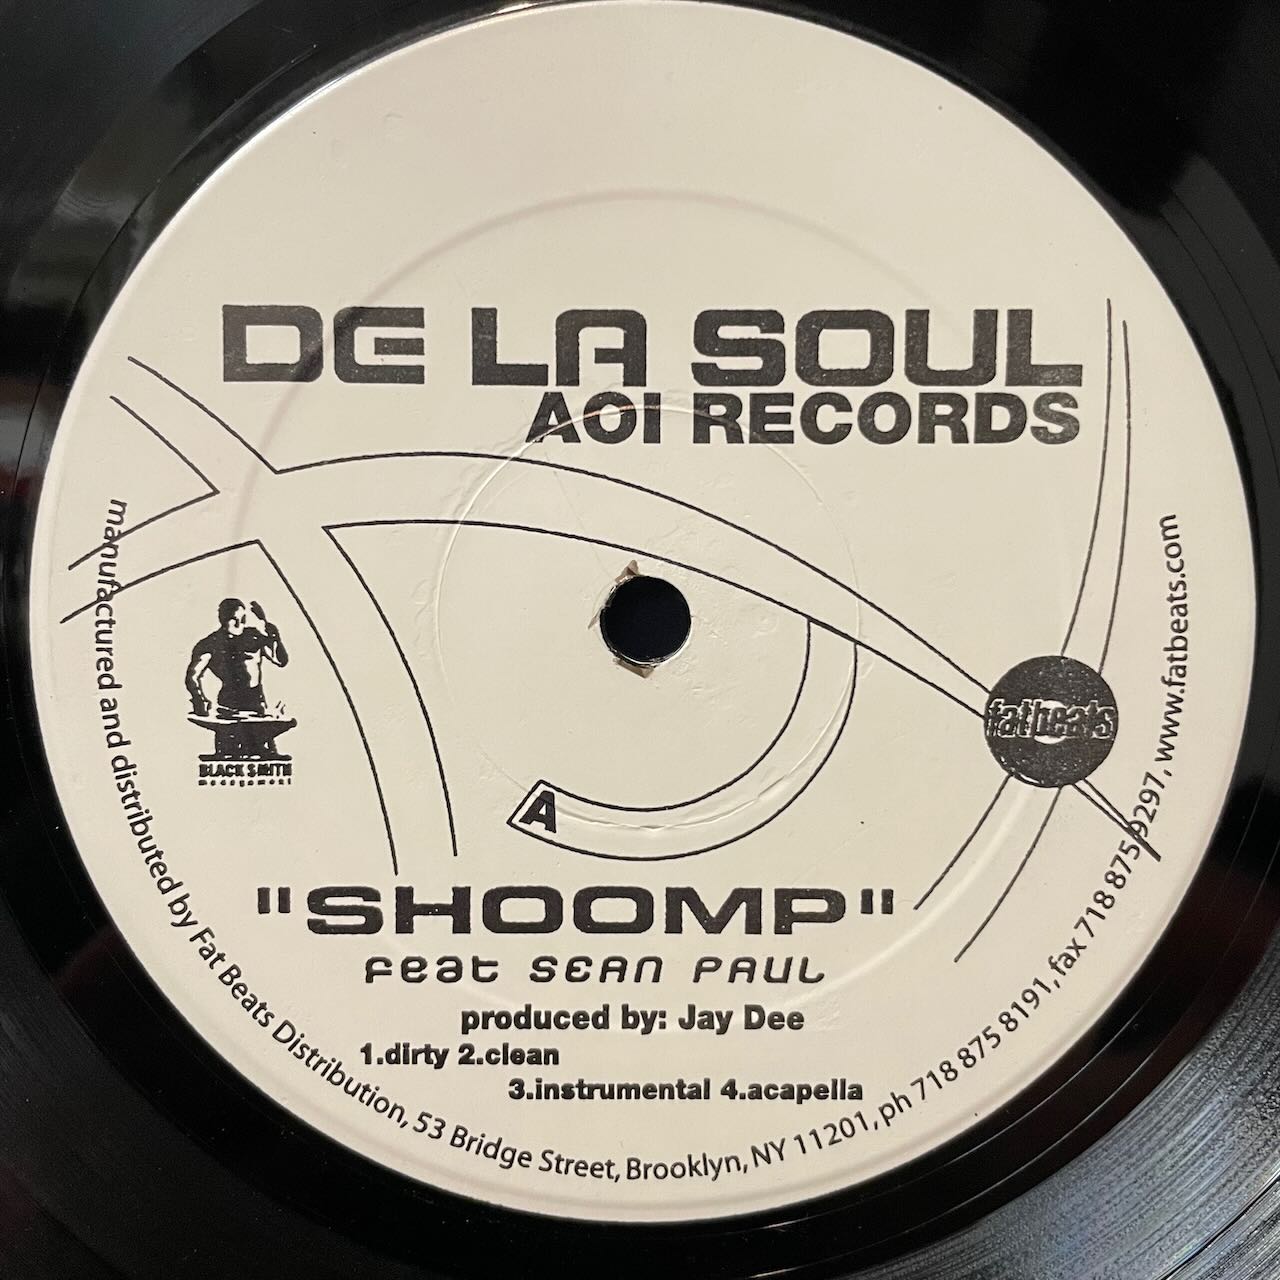 DE LA SOUL
AOI RECORDS
fatbeats
BLACK SMITH
management
A
"SHOOMP"
feat SEAN PAUL
produced by: Jay Dee
1.dirty 2.clean
3.instrumental 4.acapella
manufactured and distributed by Fat Beats Distribution, 53 Bridge Street, Brooklyn, NY 11201, ph 718 875 8191, fax 718 875 9297, www.fatbeats.com